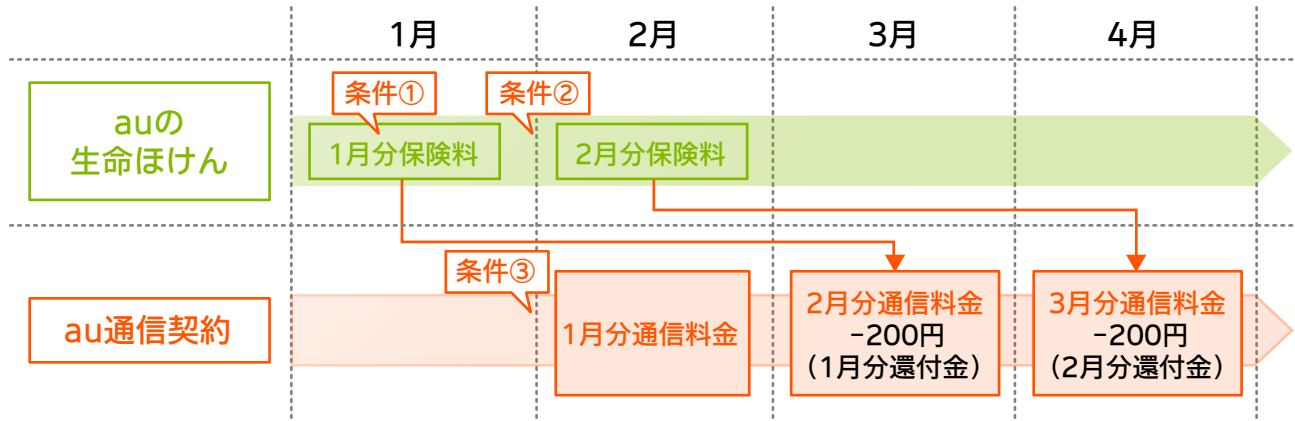 1月
2月
3月
4月
auの
生命ほけん
条件①
条件②
1月分保険料
2月分保険料
au通信契約
条件③
1月分通信料金
2月分通信料金
-200円
（1月分還付金）
3月分通信料金
-200円
（2月分還付金）